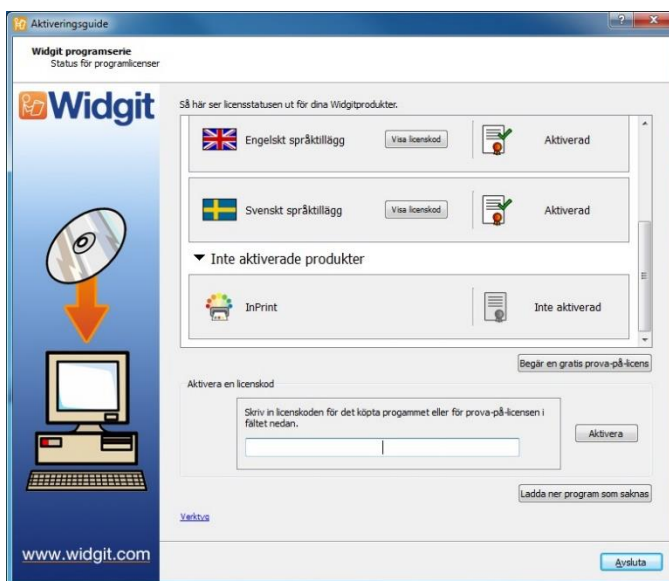 Aktiveringsguide
Widgit programserie
Status för programlicenser
Widgit
Så här ser licensstatusen ut för dina Widgitprodukter.
Engelskt språktillägg
Visa licenskod
Aktiverad
Svenskt språktillägg
Visa licenskod
Aktiverad
Inte aktiverade produkter
InPrint
Inte aktiverad
Begär en gratis prova-på-licens
Aktivera en licenskod
Skriv in licenskoden för det köpta progammet eller för prova-på-licensen i
fältet nedan.
Aktivera
Ladda ner program som saknas
Verktyg
www.widgit.com
Avsluta